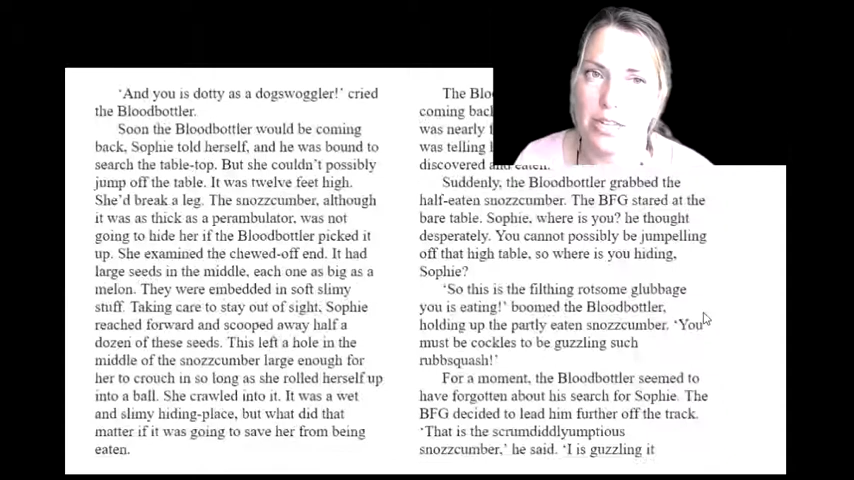 ‘And you is dotty as a dogswoggler!’ cried
the Bloodbottler.
Soon the Bloodbottler would be coming
back, Sophie told herself, and he was bound to
search the table-top. But she couldn’t possibly
jump off the table. It was twelve feet high.
She’d break a leg. The snozzcumber, although
it was as thick as a perambulator, was not
going to hide her if the Bloodbottler picked it
up. She examined the chewed-off end. It had
large seeds in the middle, each one as big as a
melon. They were embedded in soft slimy
stuff. Taking care to stay out of sight, Sophie
reached forward and scooped away half a
dozen of these seeds. This left a hole in the
middle of the snozzcumber large enough for
her to crouch in so long as she rolled herself up
into a ball. She crawled into it. It was a wet
and slimy hiding-place, but what did that
matter if it was going to save her from being
eaten.
The
coming back
was nearly
was telling
discovered and eaten.
Suddenly, the Bloodbottler grabbed the
half-eaten snozzcumber. The BFG stared at the
bare table. Sophie, where is you? he thought
desperately. You cannot possibly be jumpelling
off that high table, so where is you hiding,
Sophie?
‘So this is the filthing rotsome glubbage
you is eating!’ boomed the Bloodbottler,
holding up the partly eaten snozzcumber. ‘You
must be cockles to be guzzling such
rubbsquash!’
For a moment, the Bloodbottler seemed to
have forgotten about his search for Sophie. The
BFG decided to lead him further off the track.
‘That is the scrumdiddlyumptious
snozzcumber,’ he said. ‘I is guzzling it